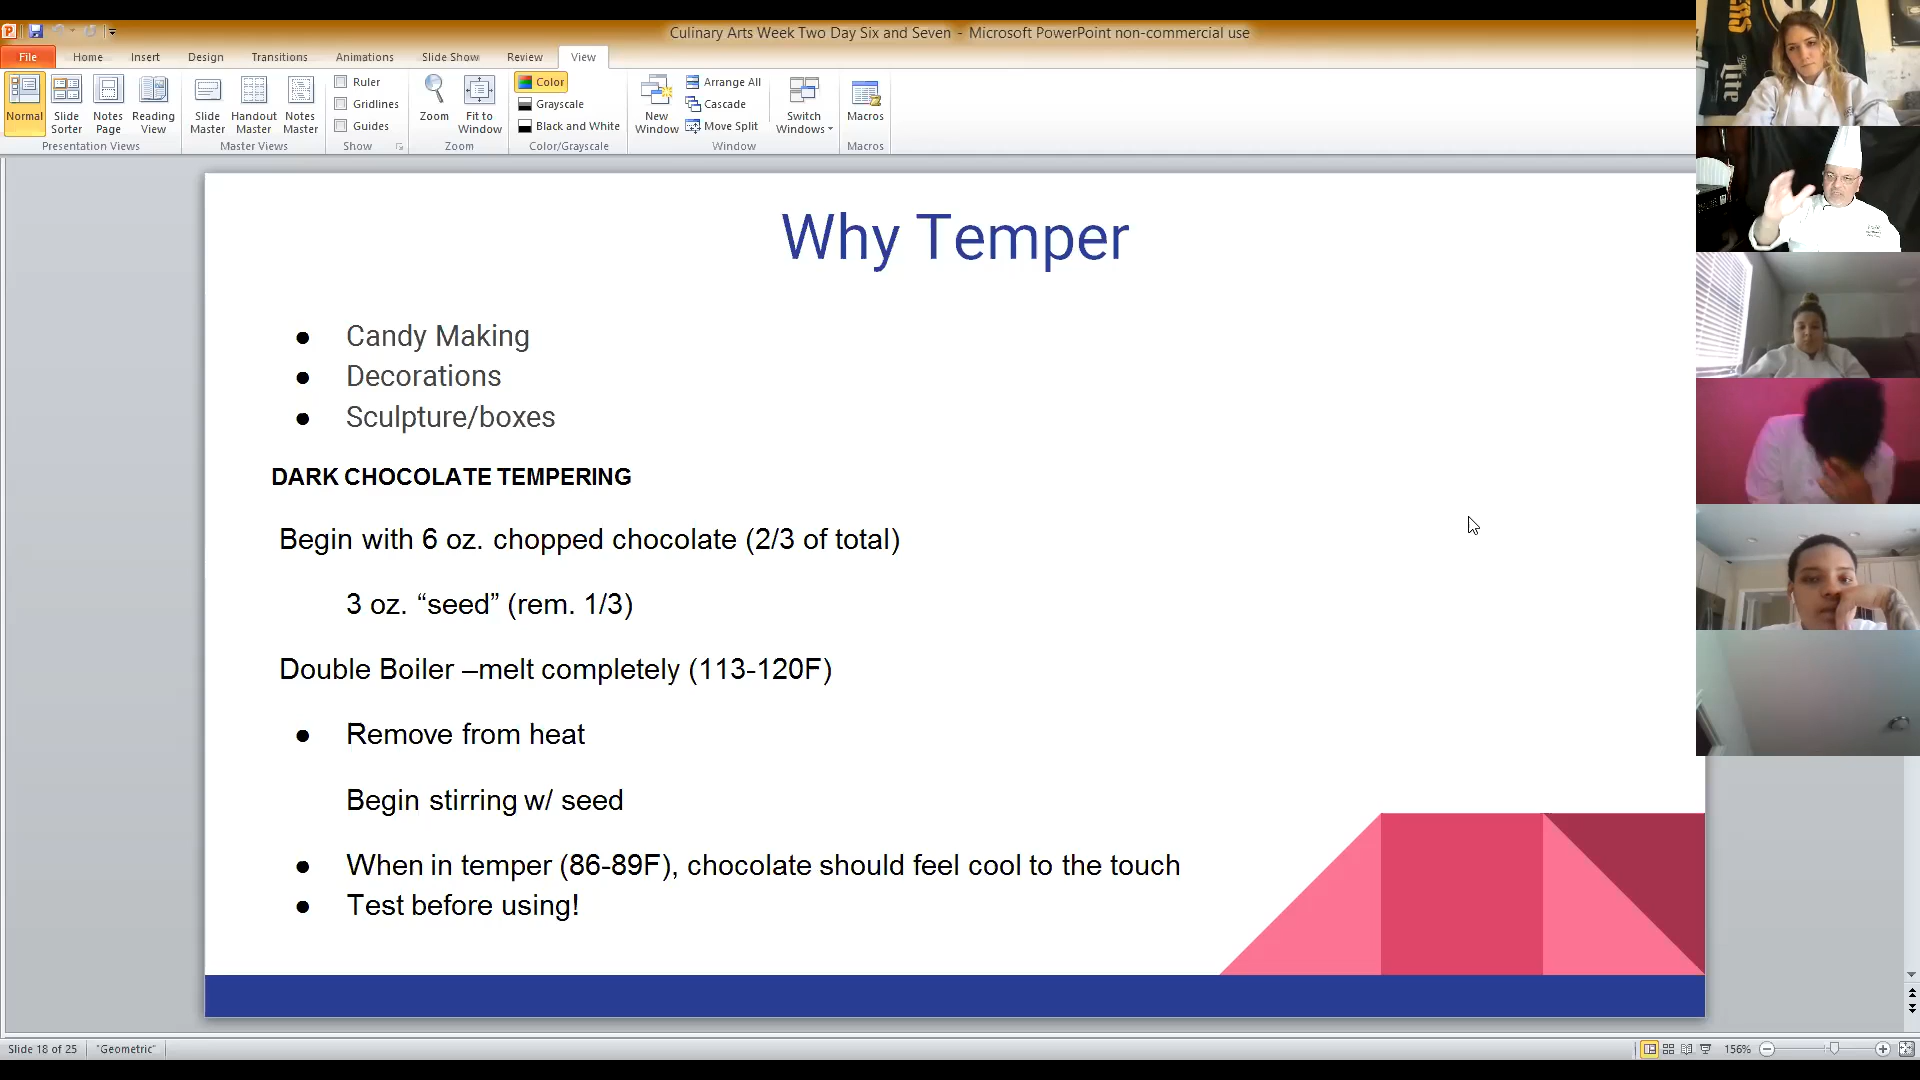 Culinary Arts Week Two Day Six and Seven - Microsoft PowerPoint non-commercial use
File Home Insert Design Transitions Animations Slide Show Review View
Normal Slide Sorter Notes Page Reading View
Presentation Views
Slide Master Handout Master Notes Master
Master Views
Ruler
Gridlines
Guides
Show
Zoom Fit to Window
Zoom
Color
Grayscale
Black and White
Color/Grayscale
New Window
Arrange All
Cascade
Move Split
Switch Windows
Window
Macros
Macros
Lite
Why Temper
● Candy Making
● Decorations
● Sculpture/boxes
DARK CHOCOLATE TEMPERING
Begin with 6 oz. chopped chocolate (2/3 of total)
3 oz. “seed” (rem. 1/3)
Double Boiler –melt completely (113-120F)
● Remove from heat
Begin stirring w/ seed
● When in temper (86-89F), chocolate should feel cool to the touch
● Test before using!
Slide 18 of 25 "Geometric" 156%